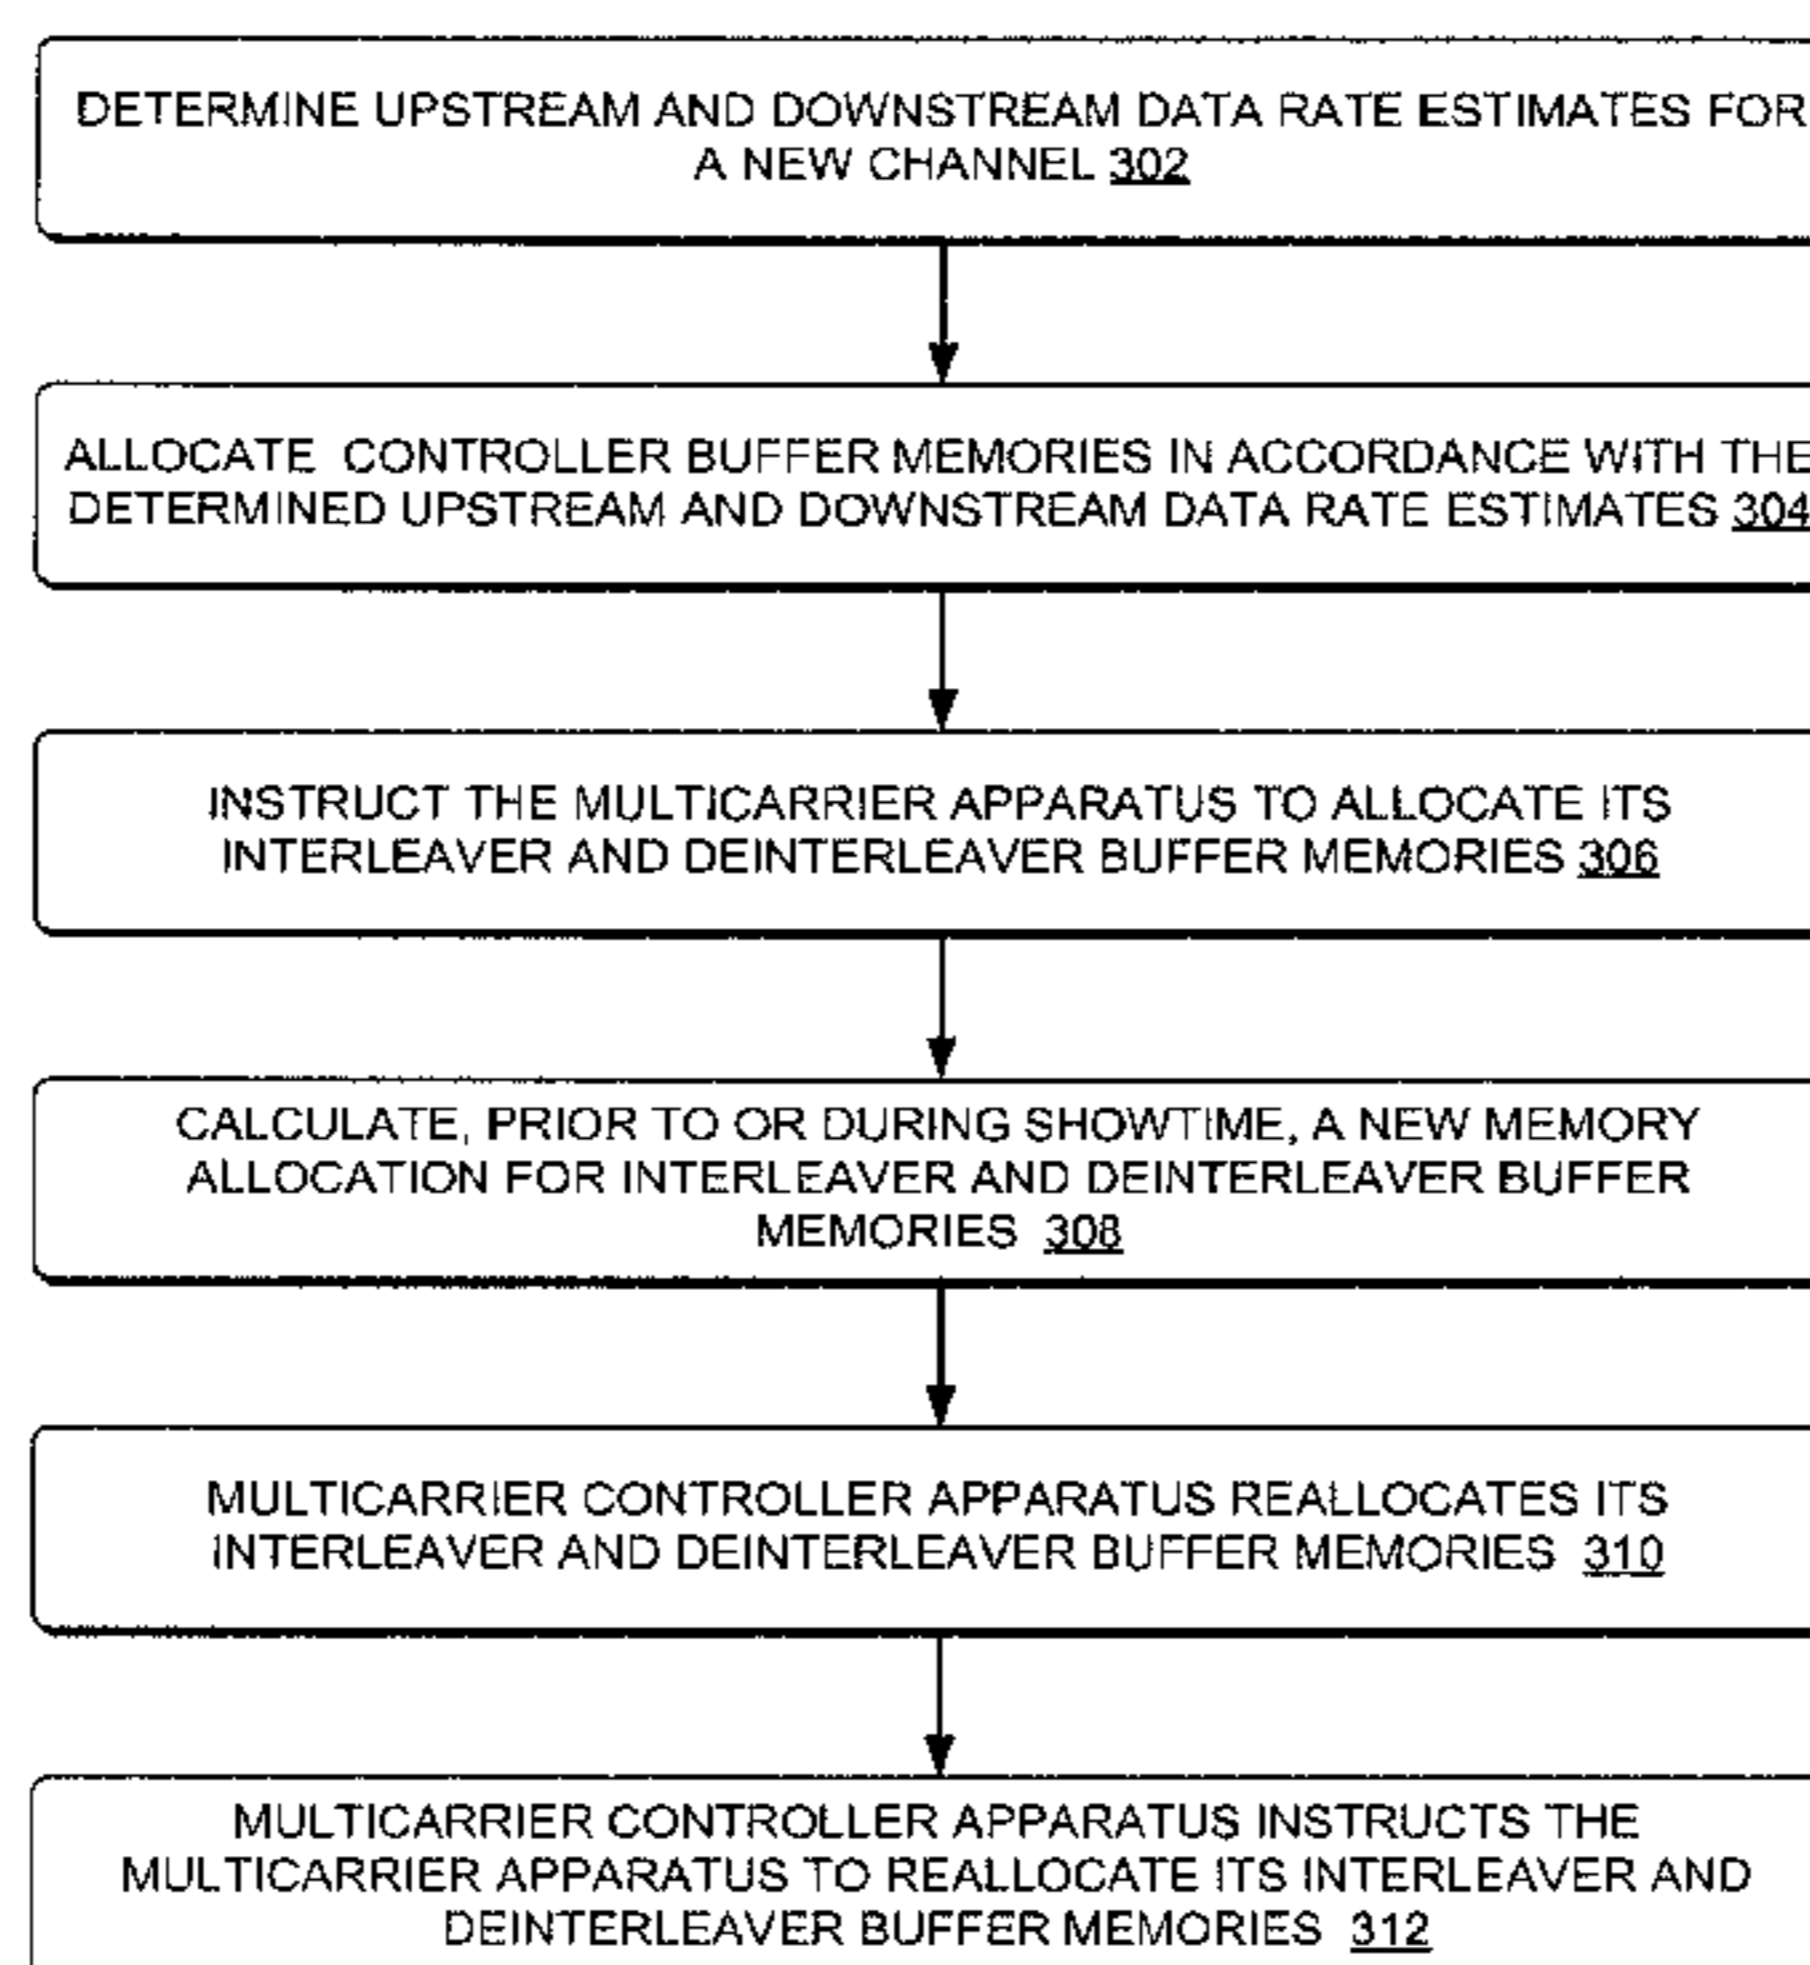 DETERMINE UPSTREAM AND DOWNSTREAM DATA RATE ESTIMATES FOR
A NEW CHANNEL 302
ALLOCATE CONTROLLER BUFFER MEMORIES IN ACCORDANCE WITH THE
DETERMINED UPSTREAM AND DOWNSTREAM DATA RATE ESTIMATES 304
INSTRUCT THE MULTICARRIER APPARATUS TO ALLOCATE ITS
INTERLEAVER AND DEINTERLEAVER BUFFER MEMORIES 306
CALCULATE, PRIOR TO OR DURING SHOWTIME, A NEW MEMORY
ALLOCATION FOR INTERLEAVER AND DEINTERLEAVER BUFFER
MEMORIES 308
MULTICARRIER CONTROLLER APPARATUS REALLOCATES ITS
INTERLEAVER AND DEINTERLEAVER BUFFER MEMORIES 310
MULTICARRIER CONTROLLER APPARATUS INSTRUCTS THE
MULTICARRIER APPARATUS TO REALLOCATE ITS INTERLEAVER AND
DEINTERLEAVER BUFFER MEMORIES 312